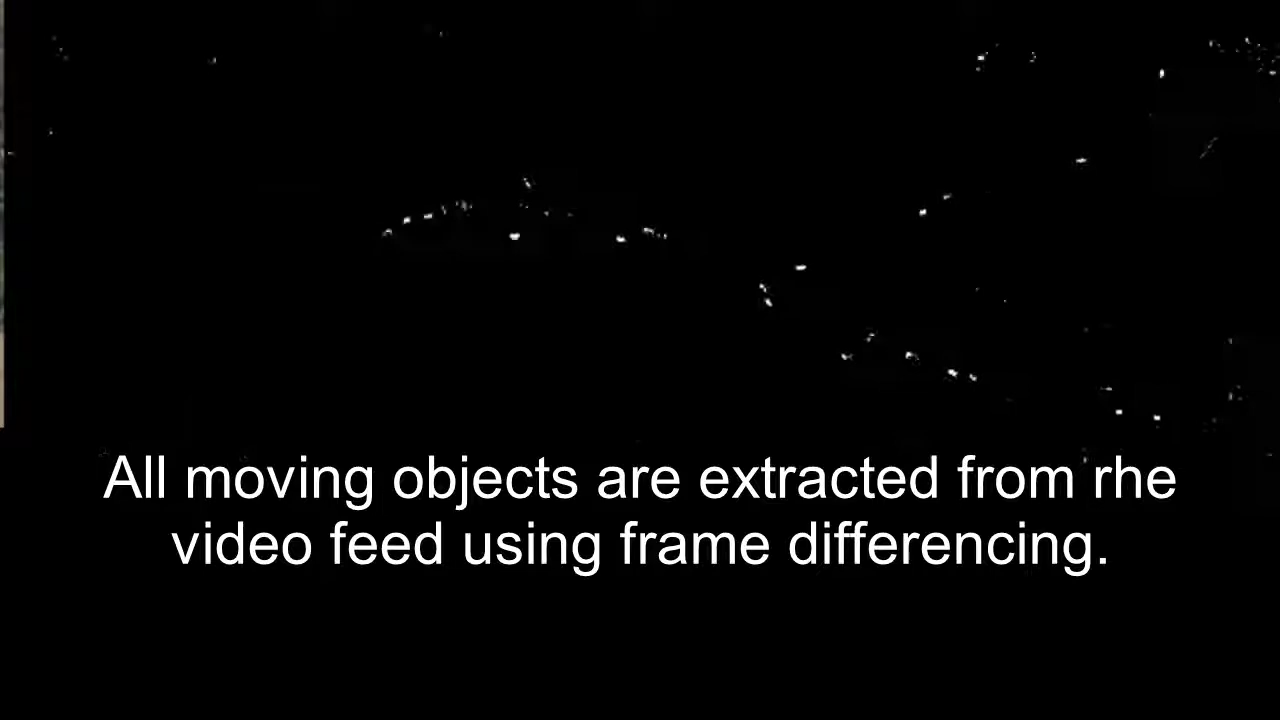 All moving objects are extracted from rhe
video feed using frame differencing.